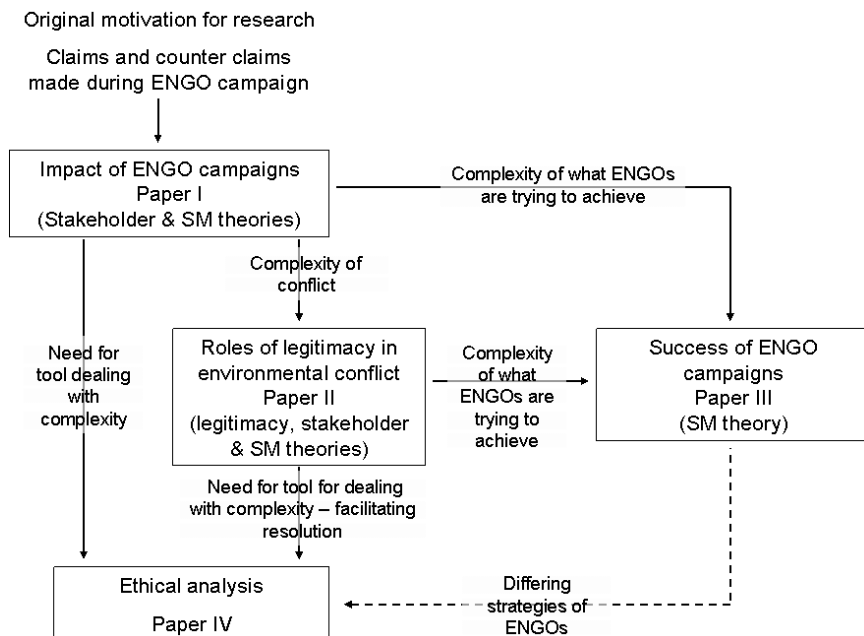 Original motivation for research
Claims and counter claims
made during ENGO campaign
Impact of ENGO campaigns
Paper I
(Stakeholder & SM theories)
Complexity of what ENGOs
are trying to achieve
Complexity of
conflict
Need for
tool dealing
with
complexity
Roles of legitimacy in
environmental conflict
Paper II
(legitimacy, stakeholder
& SM theories)
Complexity
of what
ENGOs are
trying to
achieve
Success of ENGO
campaigns
Paper III
(SM theory)
Need for tool for dealing
with complexity – facilitating
resolution
Ethical analysis
Paper IV
Differing
strategies of
ENGOs